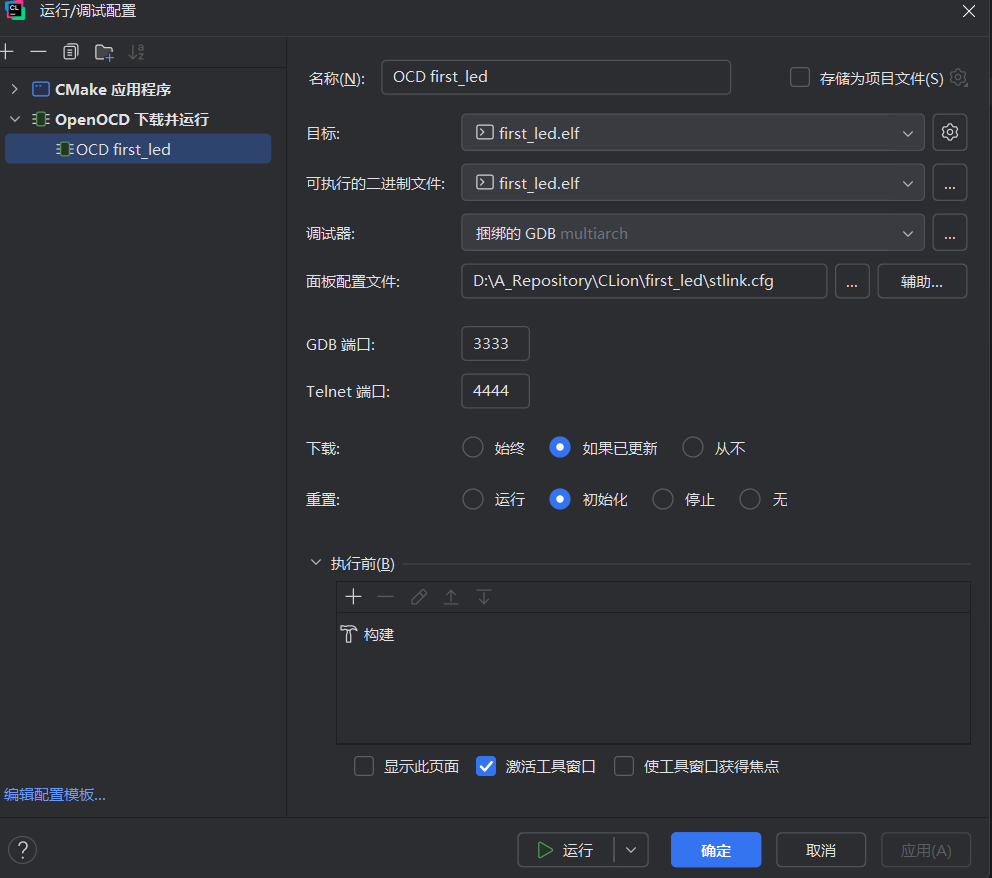 运行/调试配置
CMake 应用程序
OpenOCD 下载并运行
OCD first_led
编辑配置模板...
名称(N): OCD first_led 存储为项目文件(S)
目标: first_led.elf
可执行的二进制文件: first_led.elf ...
调试器: 捆绑的 GDB multiarch ...
面板配置文件: D:\A_Repository\CLion\first_led\stlink.cfg ... 辅助...
GDB 端口: 3333
Telnet 端口: 4444
下载: 始终 如果已更新 从不
重置: 运行 初始化 停止 无
执行前(B)
构建
显示此页面 激活工具窗口 使工具窗口获得焦点
? 运行 确定 取消 应用(A)